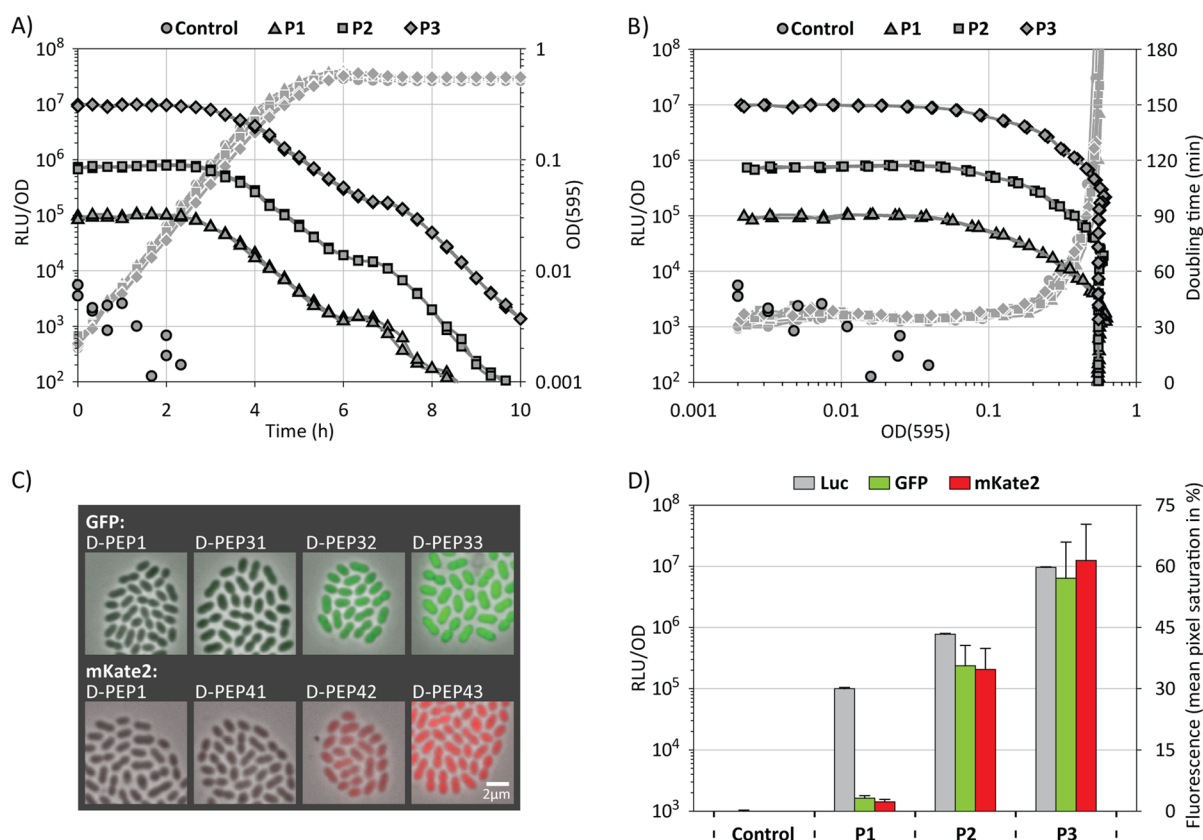 A)
Control P1 P2 P3
10^8
10^7
10^6
10^5
10^4
10^3
10^2
RLU/OD
1
0.1
0.01
0.001
OD(595)
0 2 4 6 8 10
Time (h)
B)
Control P1 P2 P3
10^8
10^7
10^6
10^5
10^4
10^3
10^2
RLU/OD
180
150
120
90
60
30
0
Doubling time (min)
0.001 0.01 0.1 1
OD(595)
C)
GFP:
D-PEP1 D-PEP31 D-PEP32 D-PEP33
mKate2:
D-PEP1 D-PEP41 D-PEP42 D-PEP43
2μm
D)
Luc GFP mKate2
10^8
10^7
10^6
10^5
10^4
10^3
RLU/OD
75
60
45
30
15
0
Fluorescence (mean pixel saturation in %)
Control P1 P2 P3